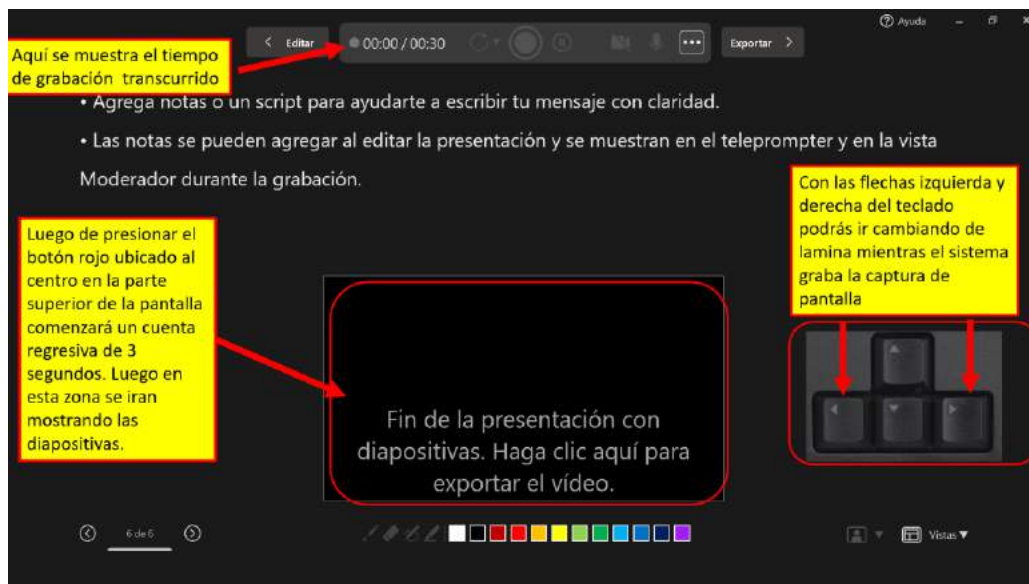 Ayuda
Editar
00:00 / 00:30
Exportar
Aquí se muestra el tiempo
de grabación transcurrido
• Agrega notas o un script para ayudarte a escribir tu mensaje con claridad.
• Las notas se pueden agregar al editar la presentación y se muestran en el teleprompter y en la vista
Moderador durante la grabación.
Con las flechas izquierda y
derecha del teclado
podrás ir cambiando de
lamina mientras el sistema
graba la captura de
pantalla
Luego de presionar el
botón rojo ubicado al
centro en la parte
superior de la pantalla
comenzará un cuenta
regresiva de 3
segundos. Luego en
esta zona se iran
mostrando las
diapositivas.
Fin de la presentación con
diapositivas. Haga clic aquí para
exportar el vídeo.
6 de 6
Vistas